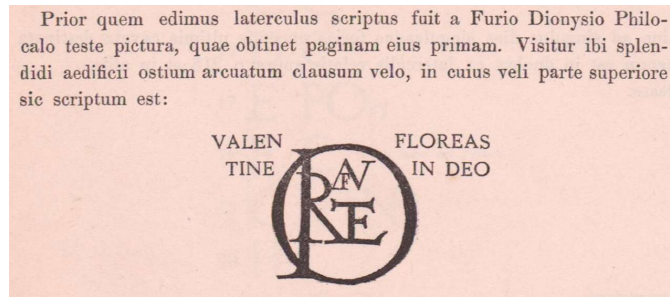 Prior quem edimus laterculus scriptus fuit a Furio Dionysio Philo-
calo teste pictura, quae obtinet paginam eius primam. Visitur ibi splen-
didi aedificii ostium arcuatum clausum velo, in cuius veli parte superiore
sic scriptum est:
VALEN FLOREAS
TINE IN DEO